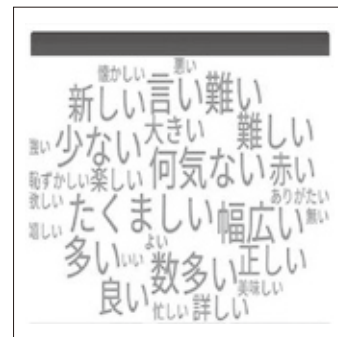 懐かしい
悪い
新しい
言い難い
少ない
大きい
難しい
強い
何気ない
赤い
恥ずかしい
楽しい
ありがたい
欲しい
たくましい
幅広い
無い
多い
いい
よい
数多い
正しい
美味しい
良い
忙しい
詳しい